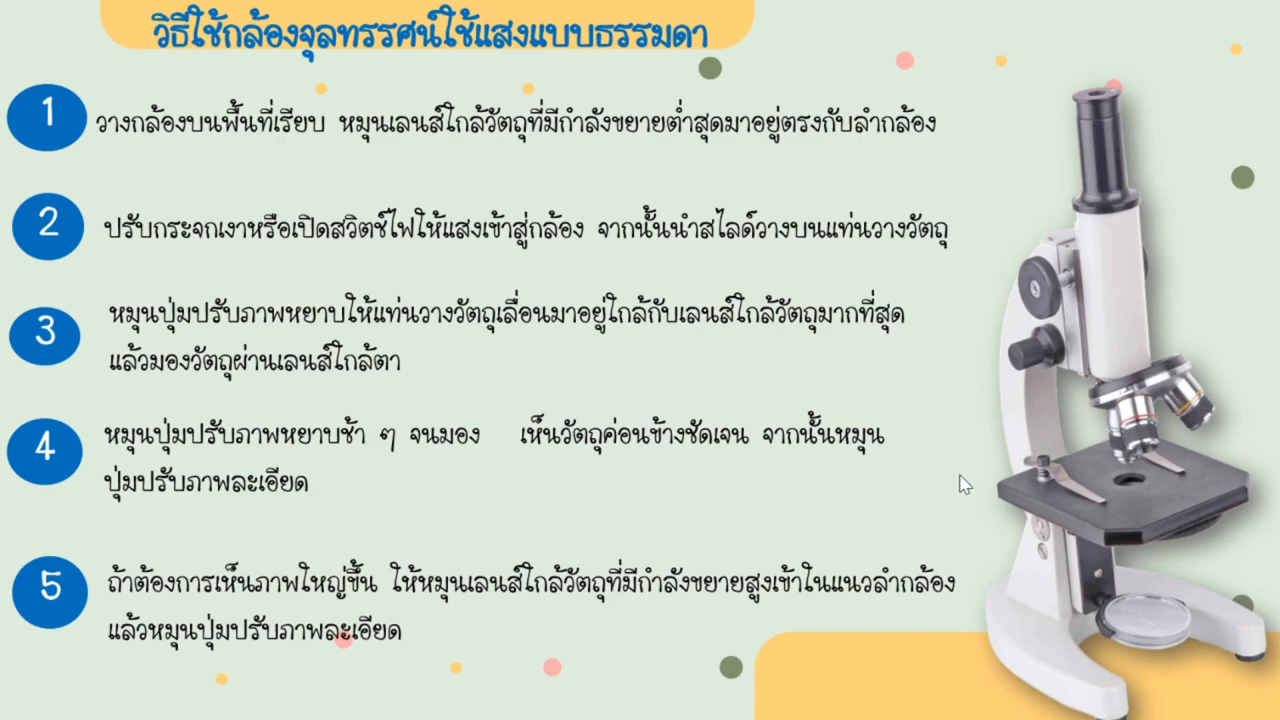 วิธีใช้กล้องจุลทรรศน์ใช้แสงแบบธรรมดา
1 วางกล้องบนพื้นที่เรียบ หมุนเลนส์ใกล้วัตถุที่มีกำลังขยายต่ำสุดมาอยู่ตรงกับลำกล้อง
2 ปรับกระจกเงาหรือเปิดสวิตช์ไฟให้แสงเข้าสู่กล้อง จากนั้นนำสไลด์วางบนแท่นวางวัตถุ
3 หมุนปุ่มปรับภาพหยาบให้แท่นวางวัตถุเลื่อนมาอยู่ใกล้กับเลนส์ใกล้วัตถุมากที่สุด
แล้วมองวัตถุผ่านเลนส์ใกล้ตา
4 หมุนปุ่มปรับภาพหยาบช้า ๆ จนมอง เห็นวัตถุค่อนข้างชัดเจน จากนั้นหมุน
ปุ่มปรับภาพละเอียด
5 ถ้าต้องการเห็นภาพใหญ่ขึ้น ให้หมุนเลนส์ใกล้วัตถุที่มีกำลังขยายสูงเข้าในแนวลำกล้อง
แล้วหมุนปุ่มปรับภาพละเอียด